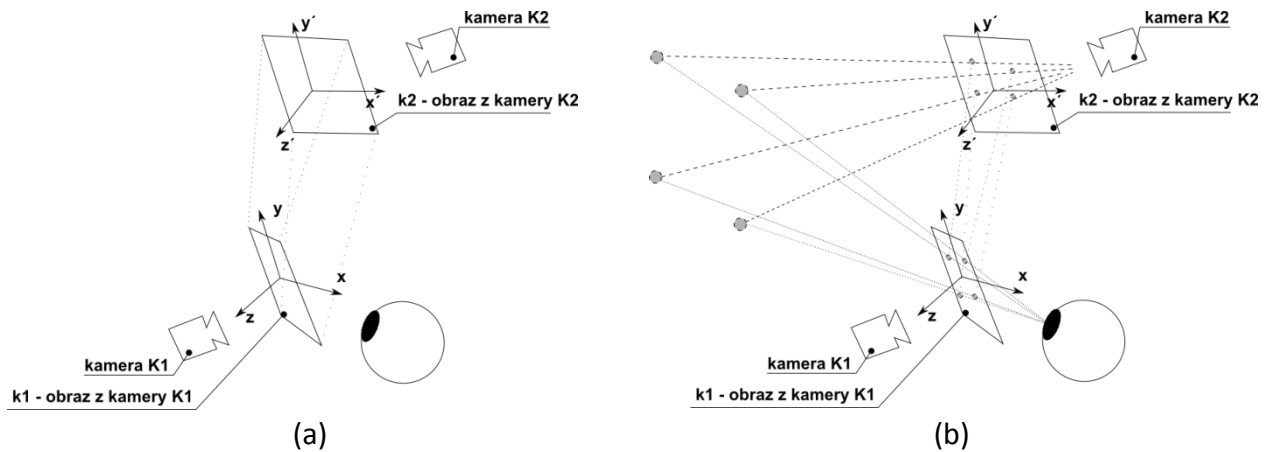 y´
kamera K2
x´
k2 - obraz z kamery K2
z´
y
x
z
kamera K1
k1 - obraz z kamery K1
(a)
y´
kamera K2
x´
k2 - obraz z kamery K2
z´
y
x
z
kamera K1
k1 - obraz z kamery K1
(b)